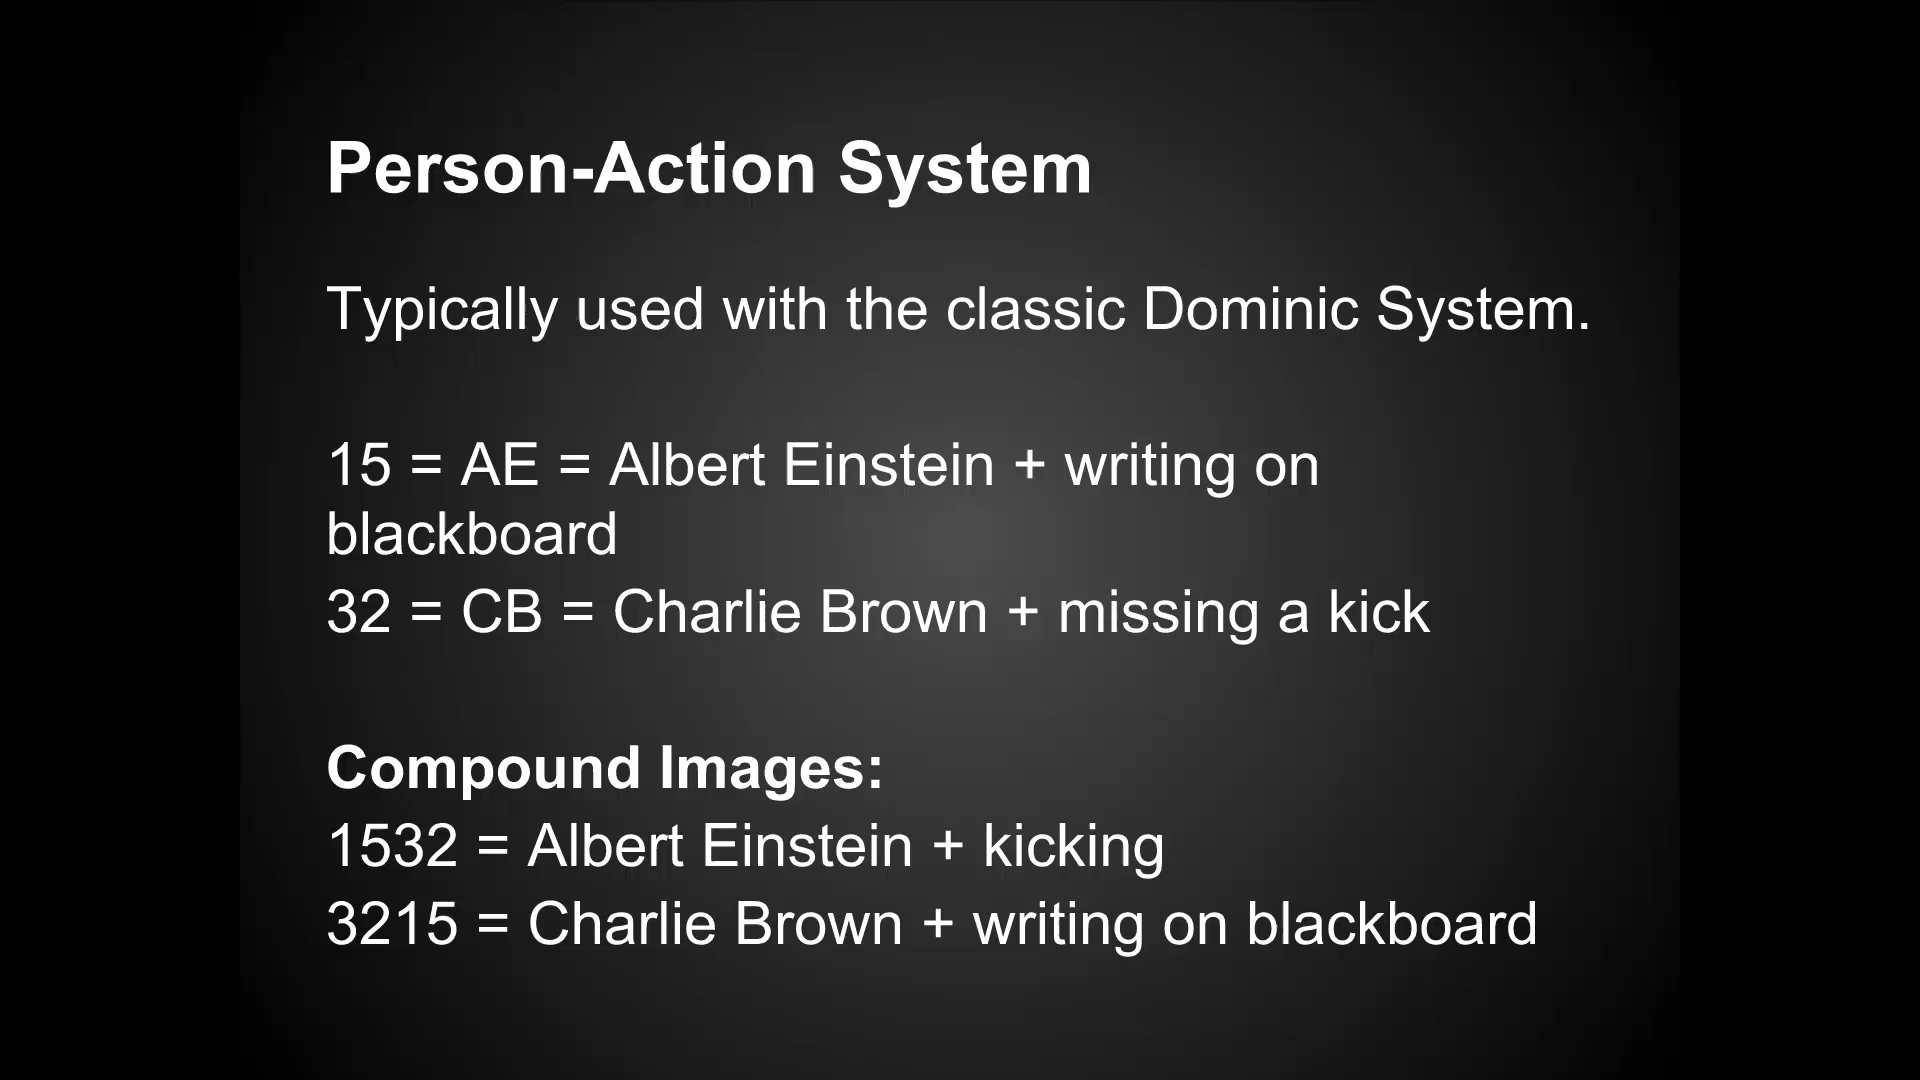 Person-Action System
Typically used with the classic Dominic System.
15 = AE = Albert Einstein + writing on
blackboard
32 = CB = Charlie Brown + missing a kick
Compound Images:
1532 = Albert Einstein + kicking
3215 = Charlie Brown + writing on blackboard